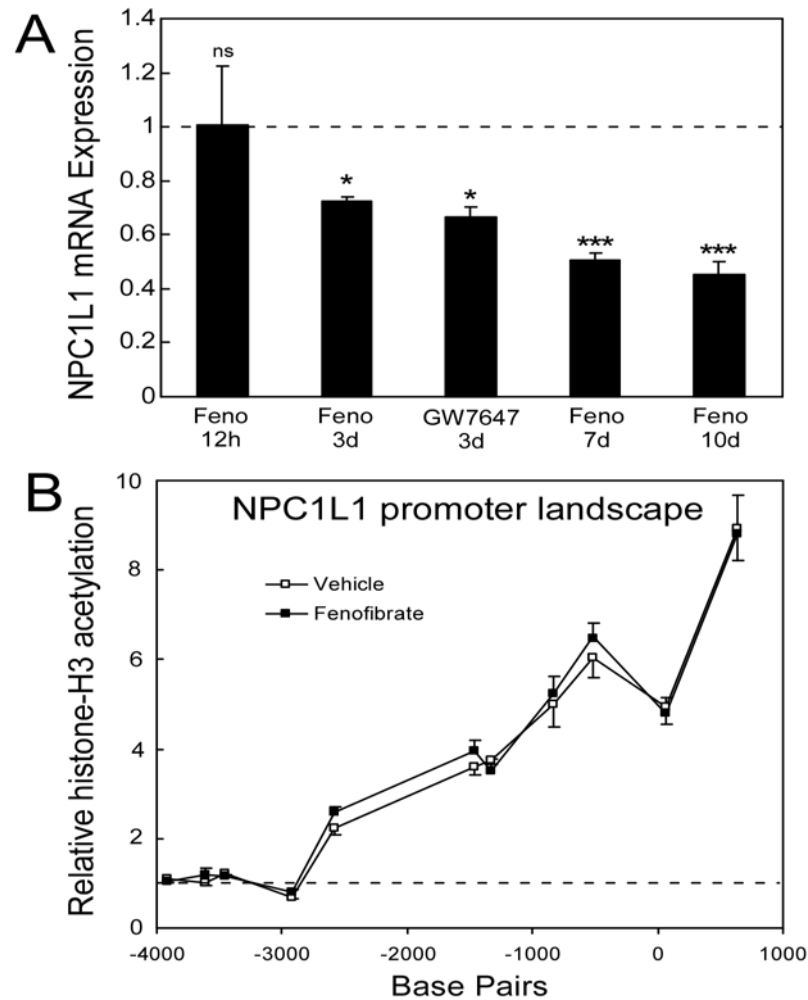 A
NPC1L1 mRNA Expression
1.4
1.2
1
0.8
0.6
0.4
0.2
0
ns
*
*
***
***
Feno Feno GW7647 Feno Feno
12h 3d 3d 7d 10d
B
NPC1L1 promoter landscape
Relative histone-H3 acetylation
10
8
6
4
2
0
Vehicle
Fenofibrate
-4000 -3000 -2000 -1000 0 1000
Base Pairs